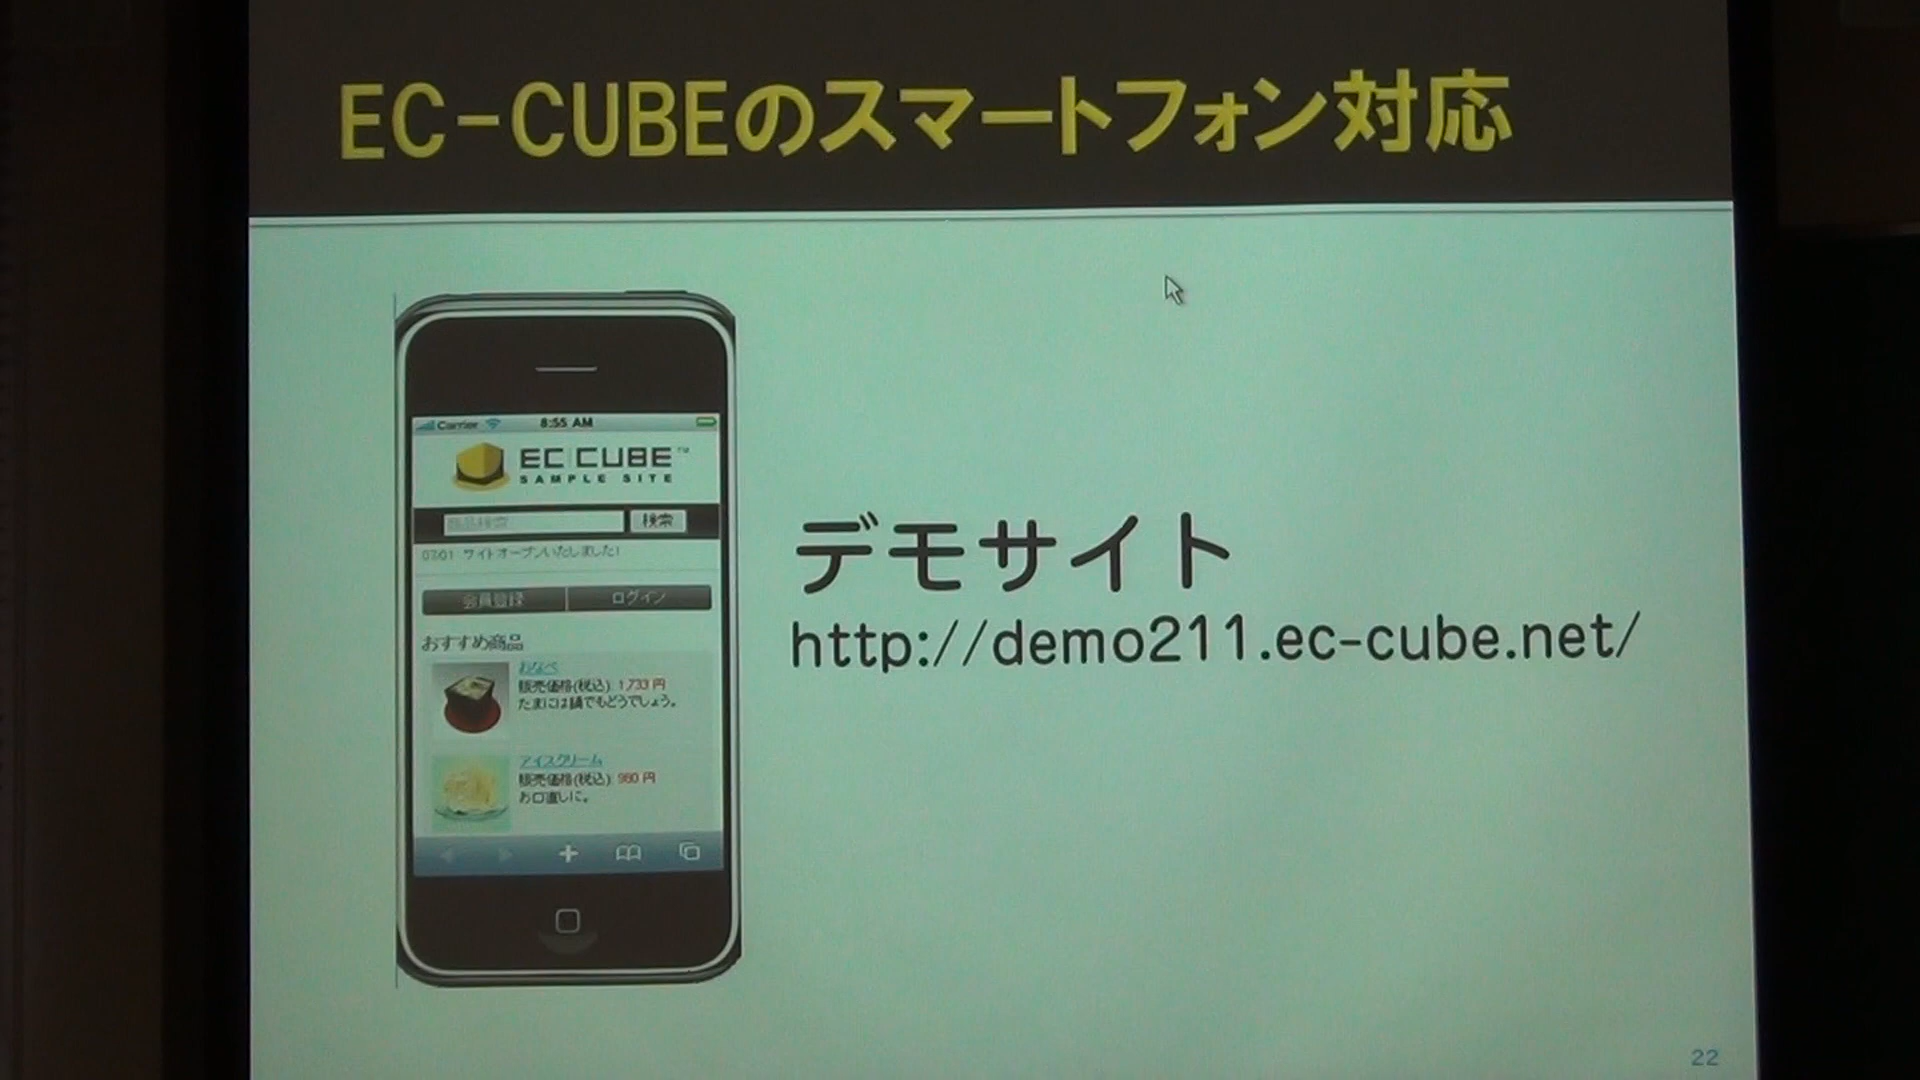 EC-CUBEのスマートフォン対応
Carrier 8:55 AM
EC CUBE TM
SAMPLE SITE
商品検索 検索
07/01 サイトオープンいたしました!
会員登録 ログイン
おすすめ商品
おなべ
販売価格(税込): 1,733 円
たまには鍋でもどうでしょう。
アイスクリーム
販売価格(税込): 980 円
お口直しに。
デモサイト
http://demo211.ec-cube.net/
22